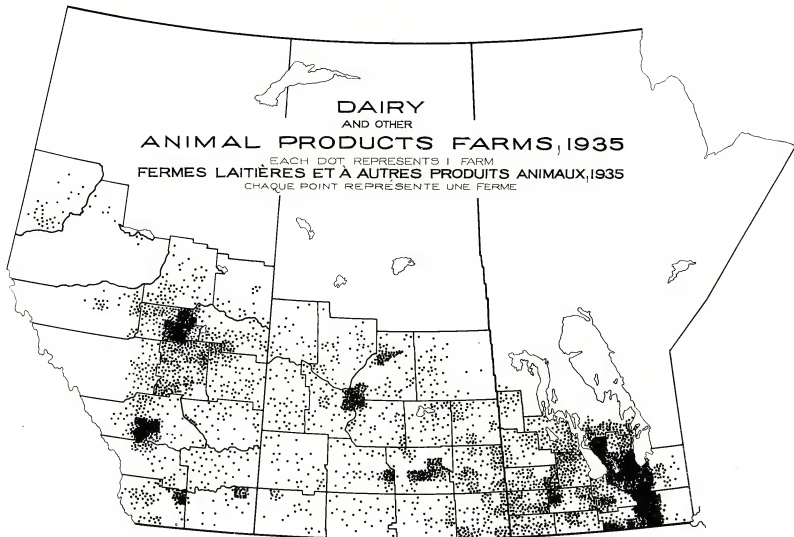 DAIRY
AND OTHER
ANIMAL PRODUCTS FARMS, 1935
EACH DOT REPRESENTS 1 FARM
FERMES LAITIÈRES ET À AUTRES PRODUITS ANIMAUX, 1935
CHAQUE POINT REPRÉSENTE UNE FERME